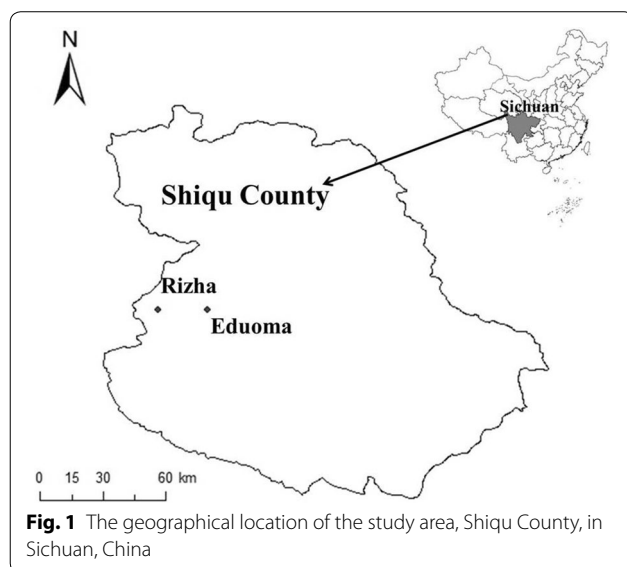 N
Sichuan
Shiqu County
Rizha
Eduoma
0 15 30 60 km
Fig. 1 The geographical location of the study area, Shiqu County, in
Sichuan, China